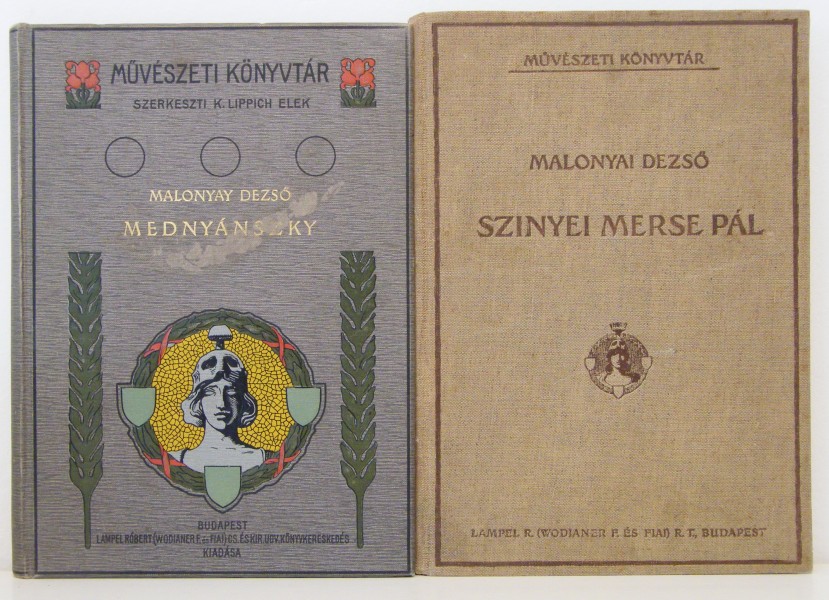 MŰVÉSZETI KÖNYVTÁR
SZERKESZTI K. LIPPICH ELEK
MALONYAY DEZSŐ
MEDNYÁNSZKY
BUDAPEST
LAMPEL RÓBERT (WODIANER F. ÉS FIAI) CS. ÉS KIR. UDV. KÖNYVKERESKEDÉS
KIADÁSA
MŰVÉSZETI KÖNYVTÁR
MALONYAI DEZSŐ
SZINYEI MERSE PÁL
LAMPEL R. (WODIANER F. ÉS FIAI) R. T., BUDAPEST